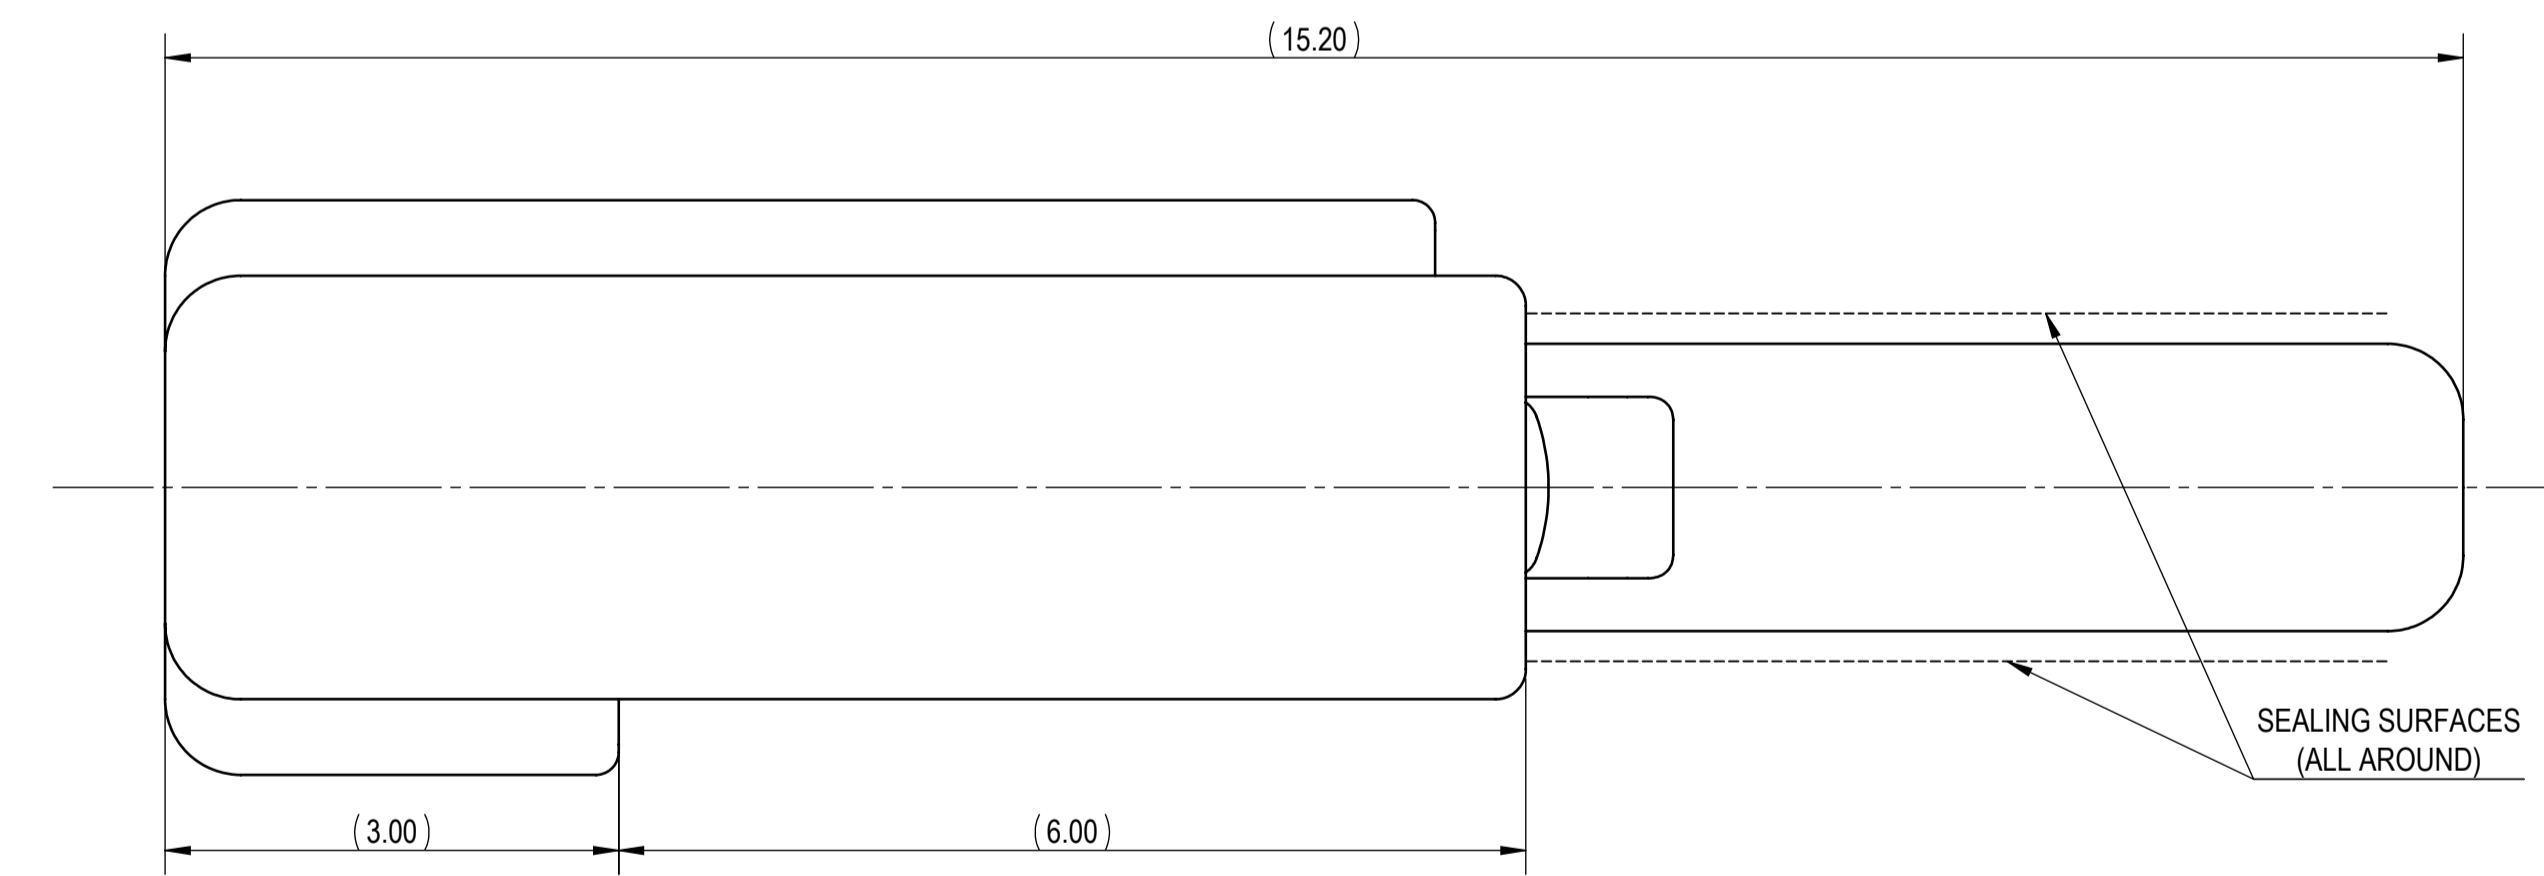 (15.20)
SEALING SURFACES
(ALL AROUND)
(3.00)
(6.00)